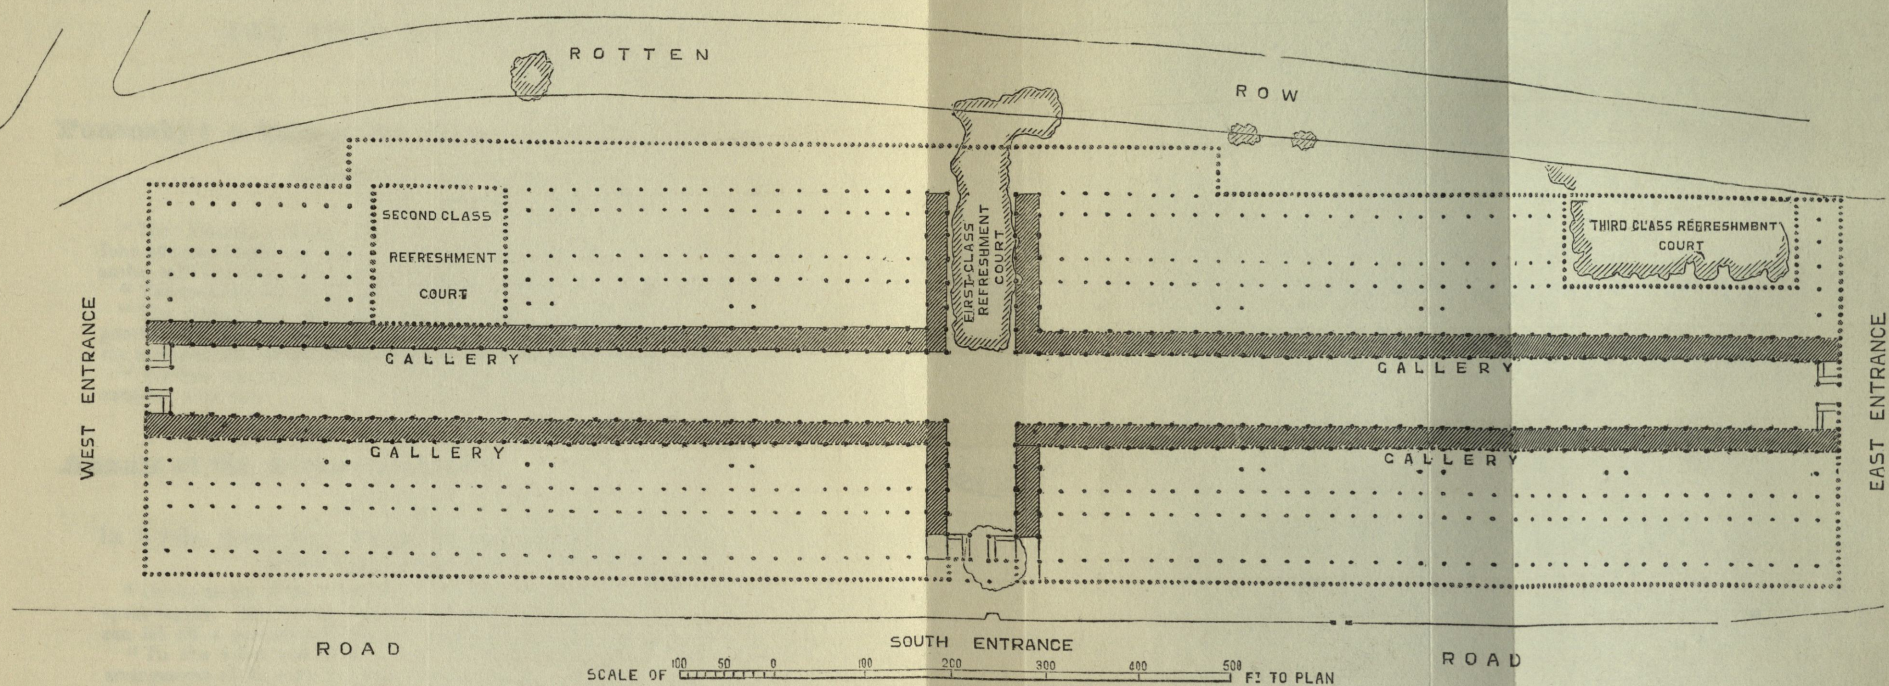 ROTTEN
ROW
SECOND CLASS
REFRESHMENT
COURT
FIRST-CLASS
REFRESHMENT
COURT
THIRD CLASS REFRESHMENT
COURT
WEST ENTRANCE
GALLERY
GALLERY
EAST ENTRANCE
GALLERY
GALLERY
ROAD
SOUTH ENTRANCE
ROAD
SCALE OF 100 50 0 100 200 300 400 500 FT TO PLAN